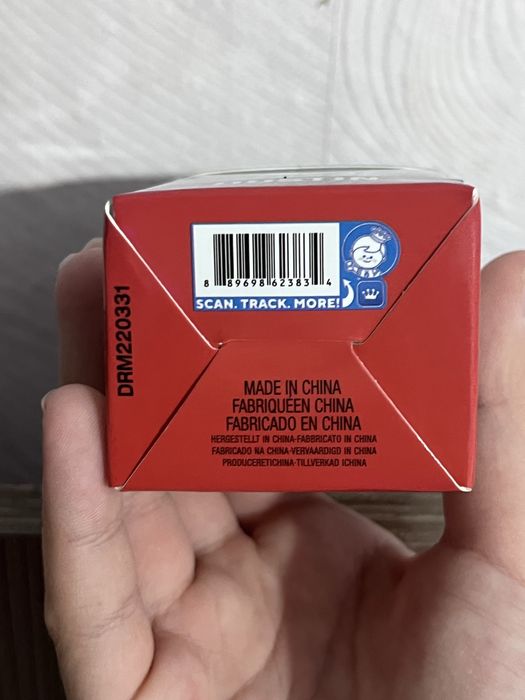 8 89698 62383 4
SCAN. TRACK. MORE!
DRM220331
MADE IN CHINA
FABRIQUÉEN CHINA
FABRICADO EN CHINA
HERGESTELLT IN CHINA-FABBRICATO IN CHINA
FABRICADO NA CHINA-VERVAARDIGD IN CHINA
PRODUCERETICHINA-TILLVERKAD ICHINA